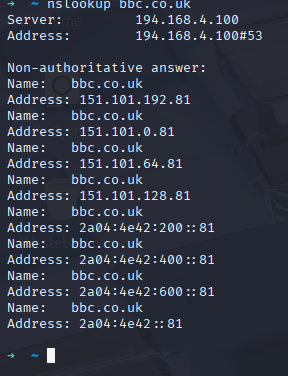 → ~ nslookup bbc.co.uk
Server: 194.168.4.100
Address: 194.168.4.100#53
Non-authoritative answer:
Name: bbc.co.uk
Address: 151.101.192.81
Name: bbc.co.uk
Address: 151.101.0.81
Name: bbc.co.uk
Address: 151.101.64.81
Name: bbc.co.uk
Address: 151.101.128.81
Name: bbc.co.uk
Address: 2a04:4e42:200::81
Name: bbc.co.uk
Address: 2a04:4e42:400::81
Name: bbc.co.uk
Address: 2a04:4e42:600::81
Name: bbc.co.uk
Address: 2a04:4e42::81
→ ~